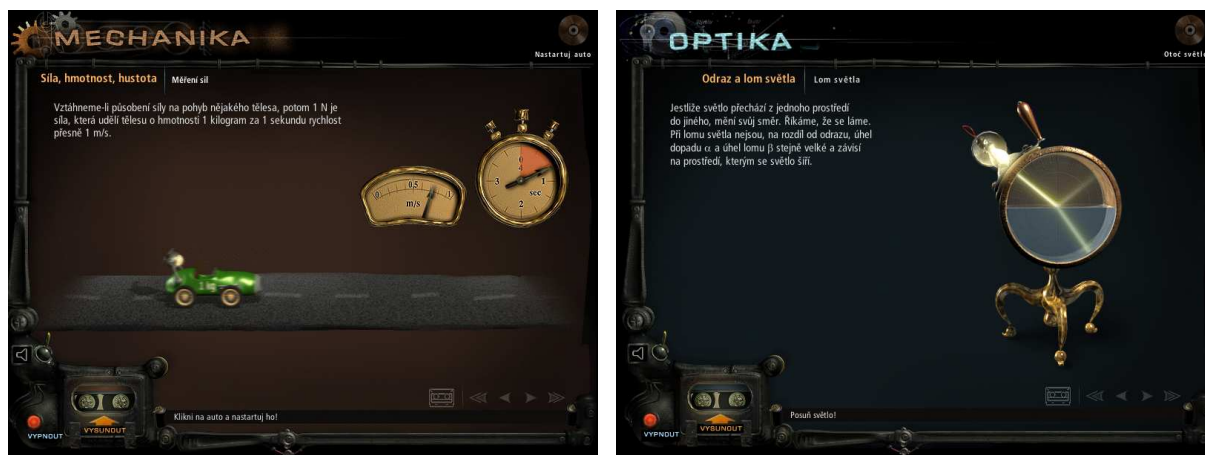 MECHANIKA
Nastartuj auto
Síla, hmotnost, hustota
Měření sil
Vztáhneme-li působení síly na pohyb nějakého tělesa, potom 1 N je
síla, která udělí tělesu o hmotnosti 1 kilogram za 1 sekundu rychlost
přesně 1 m/s.
0 0,5 1
m/s
0
4
3 1
sec
2
Klikni na auto a nastartuj ho!
VYPNOUT
VYSUNOUT
OPTIKA
Otoč světl
Odraz a lom světla
Lom světla
Jestliže světlo přechází z jednoho prostředí
do jiného, mění svůj směr. Říkáme, že se láme.
Při lomu světla nejsou, na rozdíl od odrazu, úhel
dopadu α a úhel lomu β stejně velké a závisí
na prostředí, kterým se světlo šíří.
Posuň světlo!
VYPNOUT
VYSUNOUT